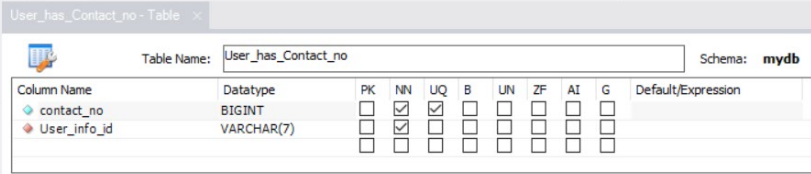 User_has_Contact_no - Table ×
Table Name: User_has_Contact_no Schema: mydb
Column Name Datatype PK NN UQ B UN ZF AI G Default/Expression
contact_no BIGINT
User_info_id VARCHAR(7)